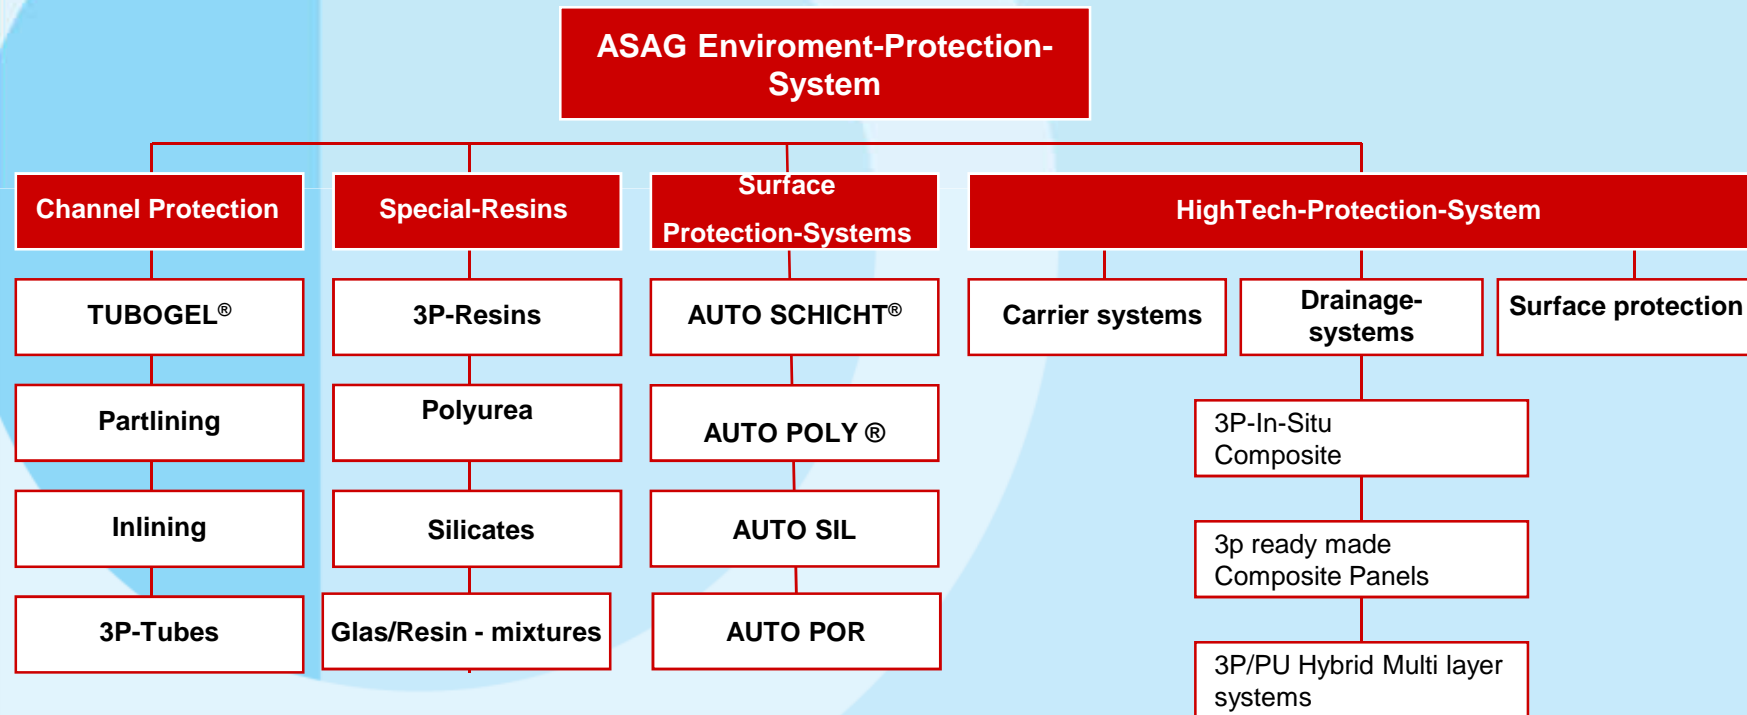 ASAG Enviroment-Protection-
System
Channel Protection
TUBOGEL®
Partlining
Inlining
3P-Tubes
Special-Resins
3P-Resins
Polyurea
Silicates
Glas/Resin - mixtures
Surface
Protection-Systems
AUTO SCHICHT®
AUTO POLY ®
AUTO SIL
AUTO POR
HighTech-Protection-System
Carrier systems
Drainage-
systems
Surface protection
3P-In-Situ
Composite
3p ready made
Composite Panels
3P/PU Hybrid Multi layer
systems